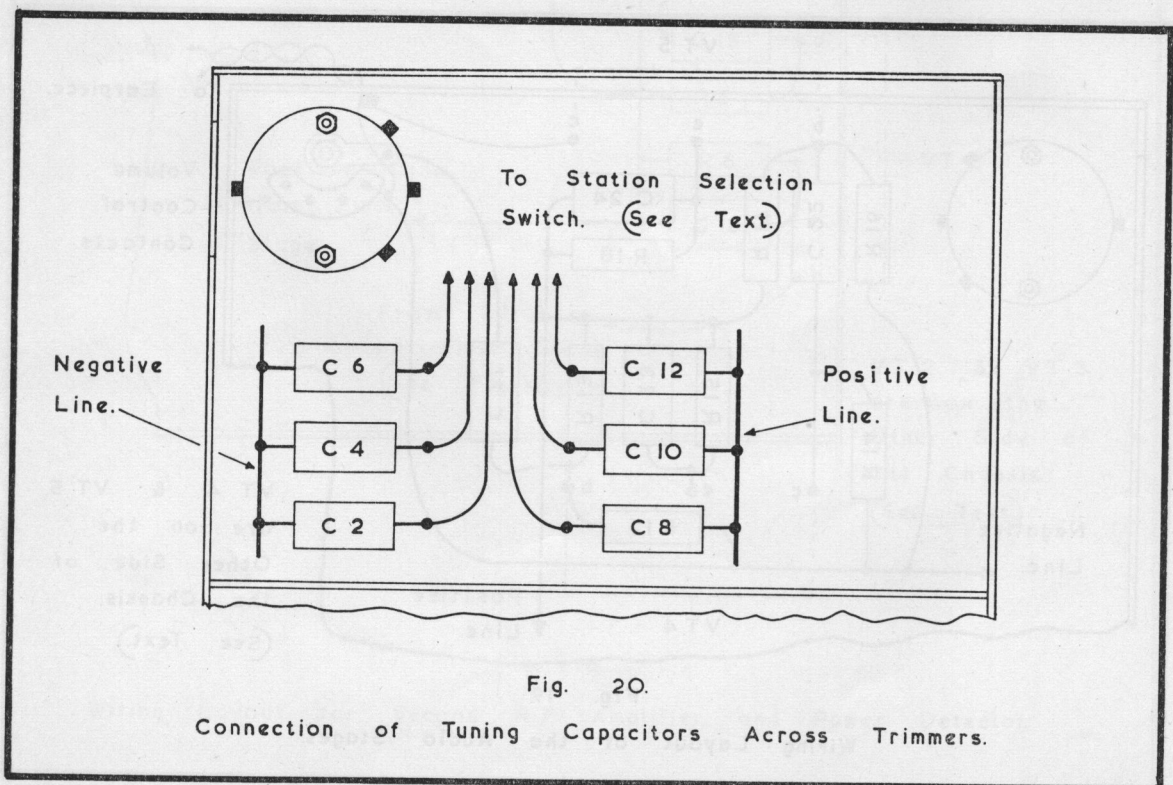 To Station Selection
Switch. (See Text.)
Negative
Line.
C 6
C 4
C 2
C 12
C 10
C 8
Positive
Line.
Fig. 20.
Connection of Tuning Capacitors Across Trimmers.